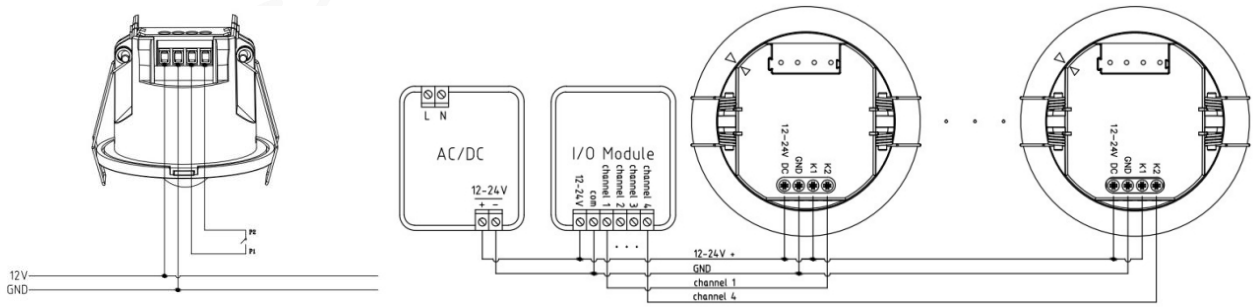 P2
P1
12V
GND
L N
AC/DC
12-24V
+ -
I/O Module
12-24V
com
channel 1
channel 2
channel 3
channel 4
. . .
12-24V DC
GND
K1
K2
. . .
12-24V DC
GND
K1
K2
12-24V +
GND
channel 1
channel 4